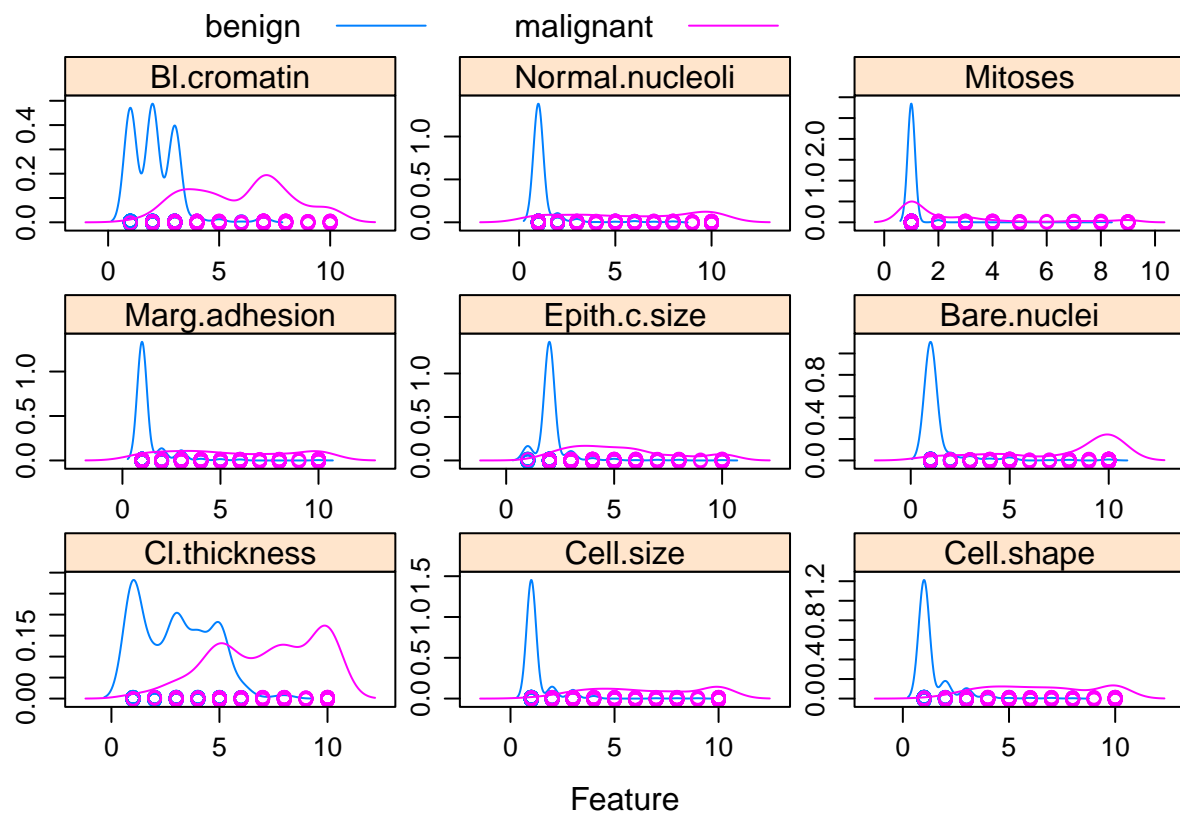 benign malignant
Bl.cromatin Normal.nucleoli Mitoses
0.0 0.2 0.4 0.0 0.5 1.0 0.0 1.0 2.0
0 5 10 0 5 10 0 2 4 6 8 10
Marg.adhesion Epith.c.size Bare.nuclei
0.0 0.5 1.0 0.0 0.5 1.0 0.0 0.4 0.8
0 5 10 0 5 10 0 5 10
Cl.thickness Cell.size Cell.shape
0.00 0.15 0.0 0.5 1.0 1.5 0.0 0.4 0.8 1.2
0 5 10 0 5 10 0 5 10
Feature